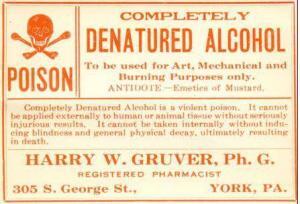 COMPLETELY
DENATURED ALCOHOL
To be used for Art, Mechanical and
Burning Purposes only.
ANTIDOTE—Emetics of Mustard.
POISON
Completely Denatured Alcohol is a violent poison. It cannot
be applied externally to human or animal tissue without seriously
injurious results. It cannot be taken internally without indu-
cing blindness and general physical decay, ultimately resulting
in death.
HARRY W. GRUVER, Ph. G.
REGISTERED PHARMACIST
305 S. George St., YORK, PA.